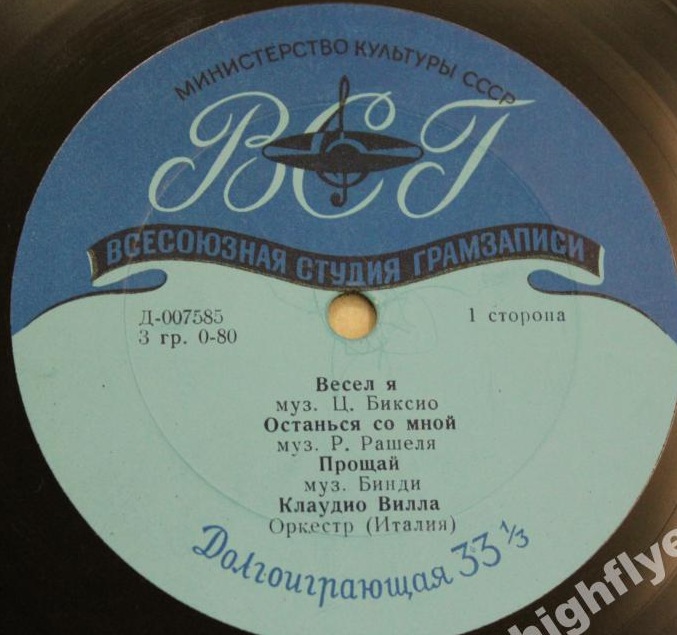 МИНИСТЕРСТВО КУЛЬТУРЫ СССР
ВСГ
ВСЕСОЮЗНАЯ СТУДИЯ ГРАМЗАПИСИ
Д-007585
3 гр. 0-80
1 сторона
Весел я
муз. Ц. Биксио
Останься со мной
муз. Р. Рашеля
Прощай
муз. Бинди
Клаудио Вилла
Оркестр (Италия)
Долгоиграющая 33 1/3
highflye